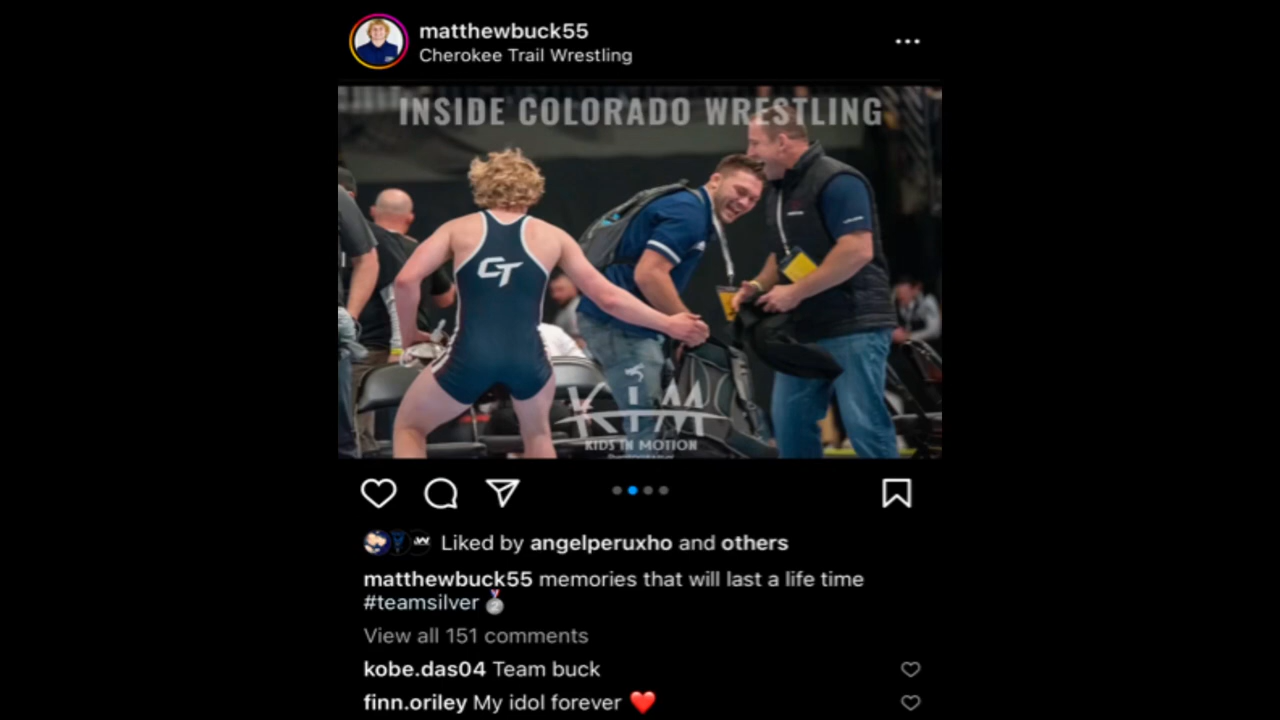 matthewbuck55
Cherokee Trail Wrestling
INSIDE COLORADO WRESTLING
CT
KIM
KIDS IN MOTION
PHOTOGRAPHY
Liked by angelperuxho and others
matthewbuck55 memories that will last a life time
#teamsilver 🥈
View all 151 comments
kobe.das04 Team buck
finn.oriley My idol forever ❤️